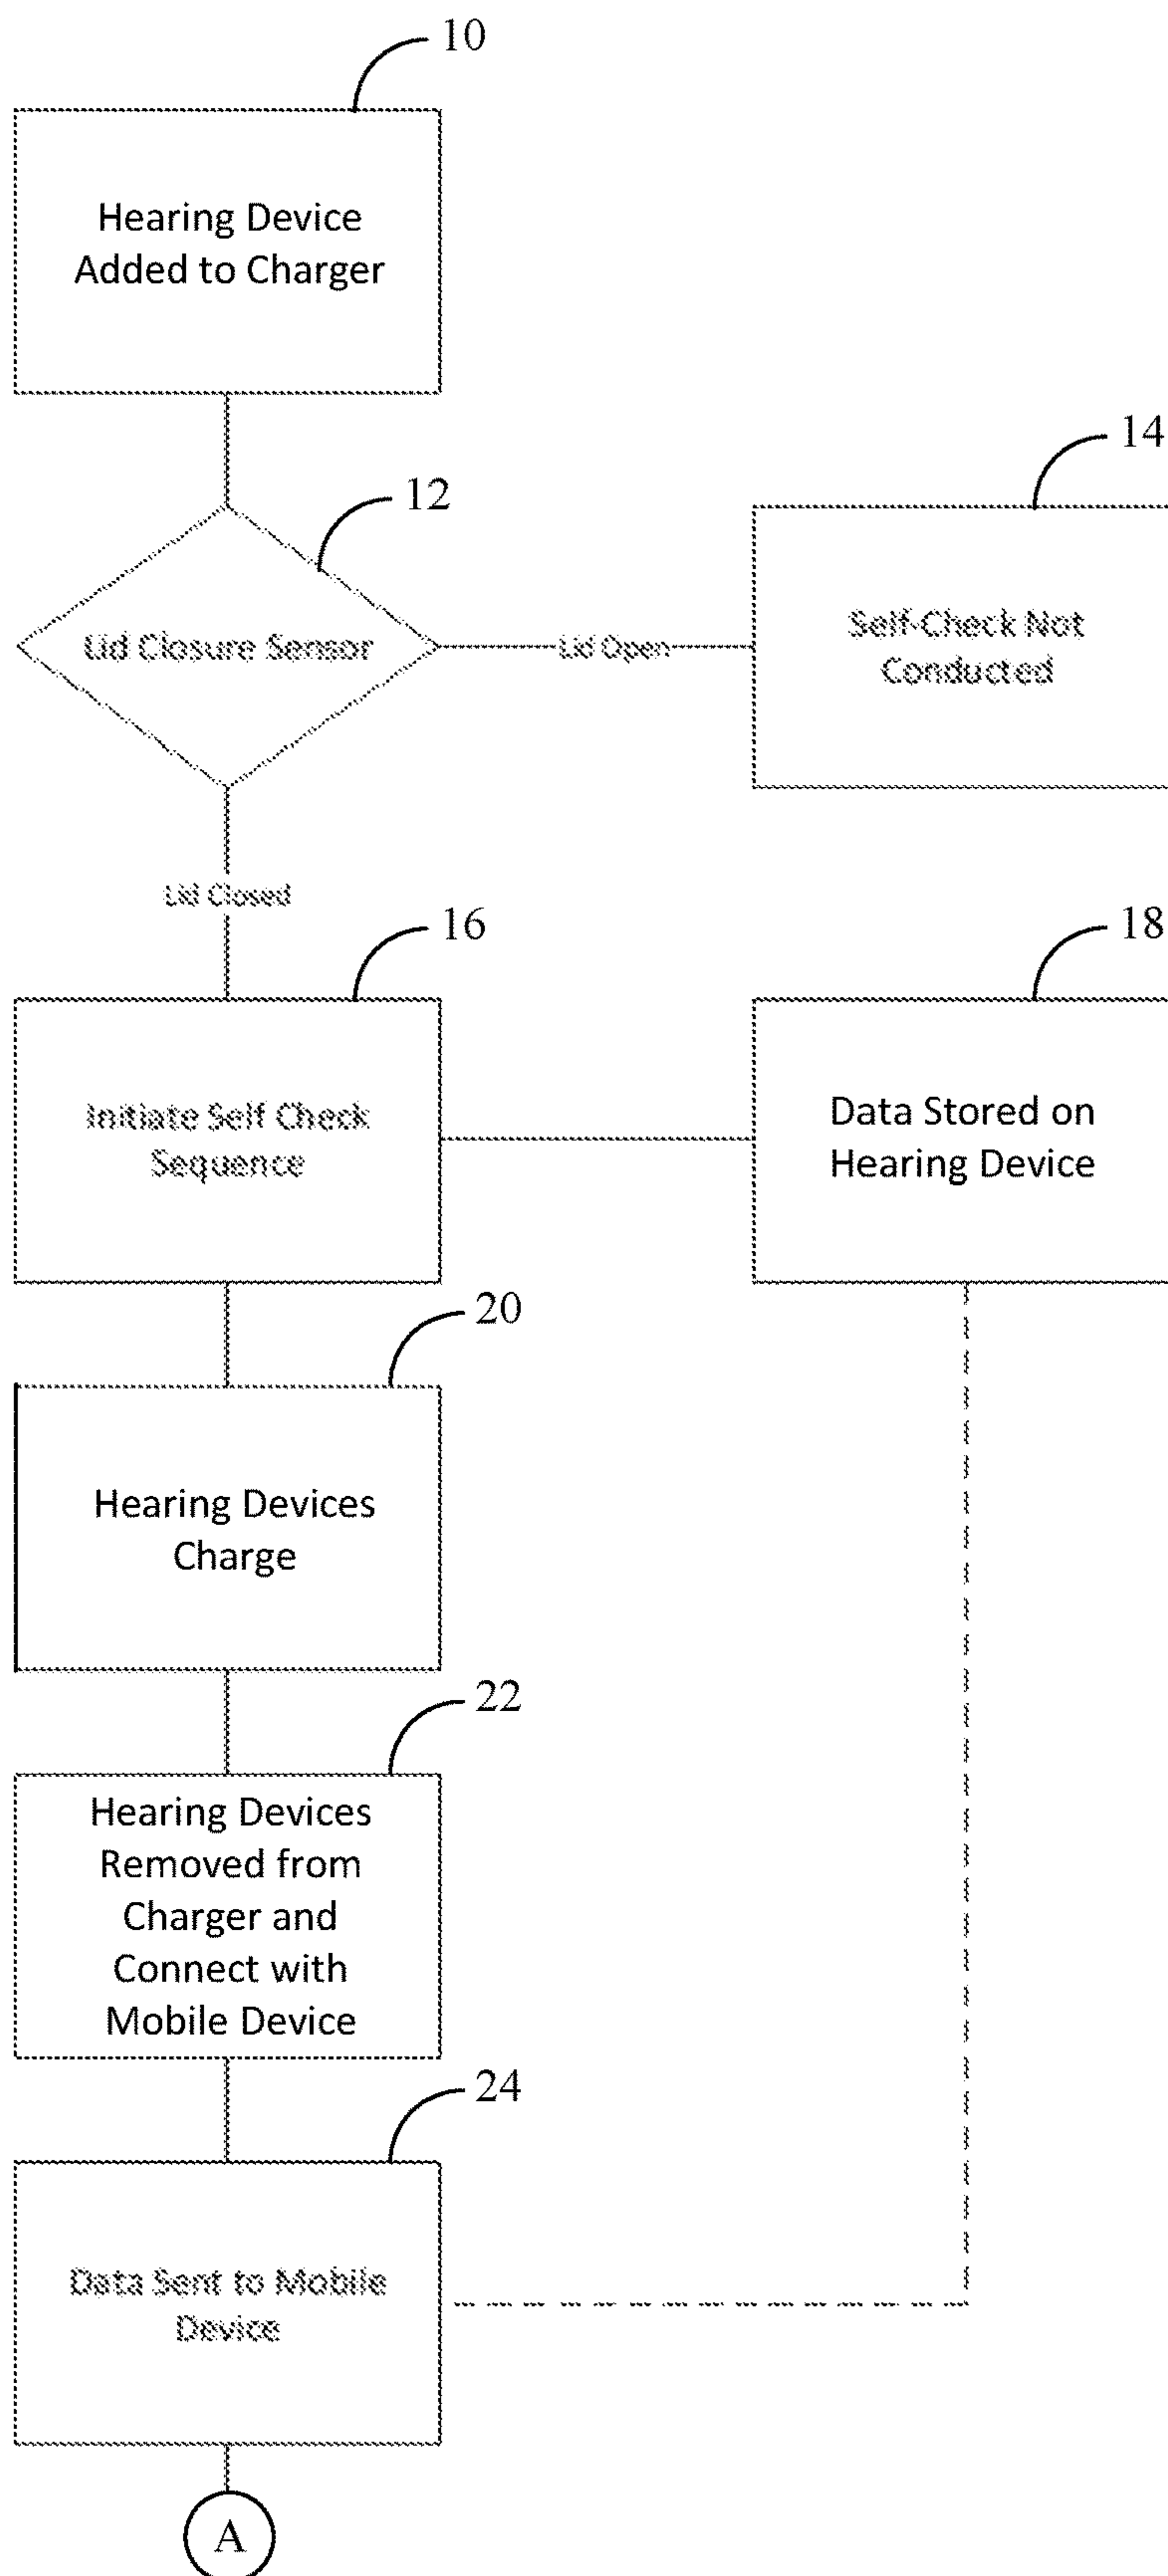 10
Hearing Device
Added to Charger
14
12
Lid Closure Sensor
Lid Open
Self-Check Not
Conducted
Lid Closed
16
18
Initiate Self Check
Sequence
Data Stored on
Hearing Device
20
Hearing Devices
Charge
22
Hearing Devices
Removed from
Charger and
Connect with
Mobile Device
24
Data Sent to Mobile
Device
A